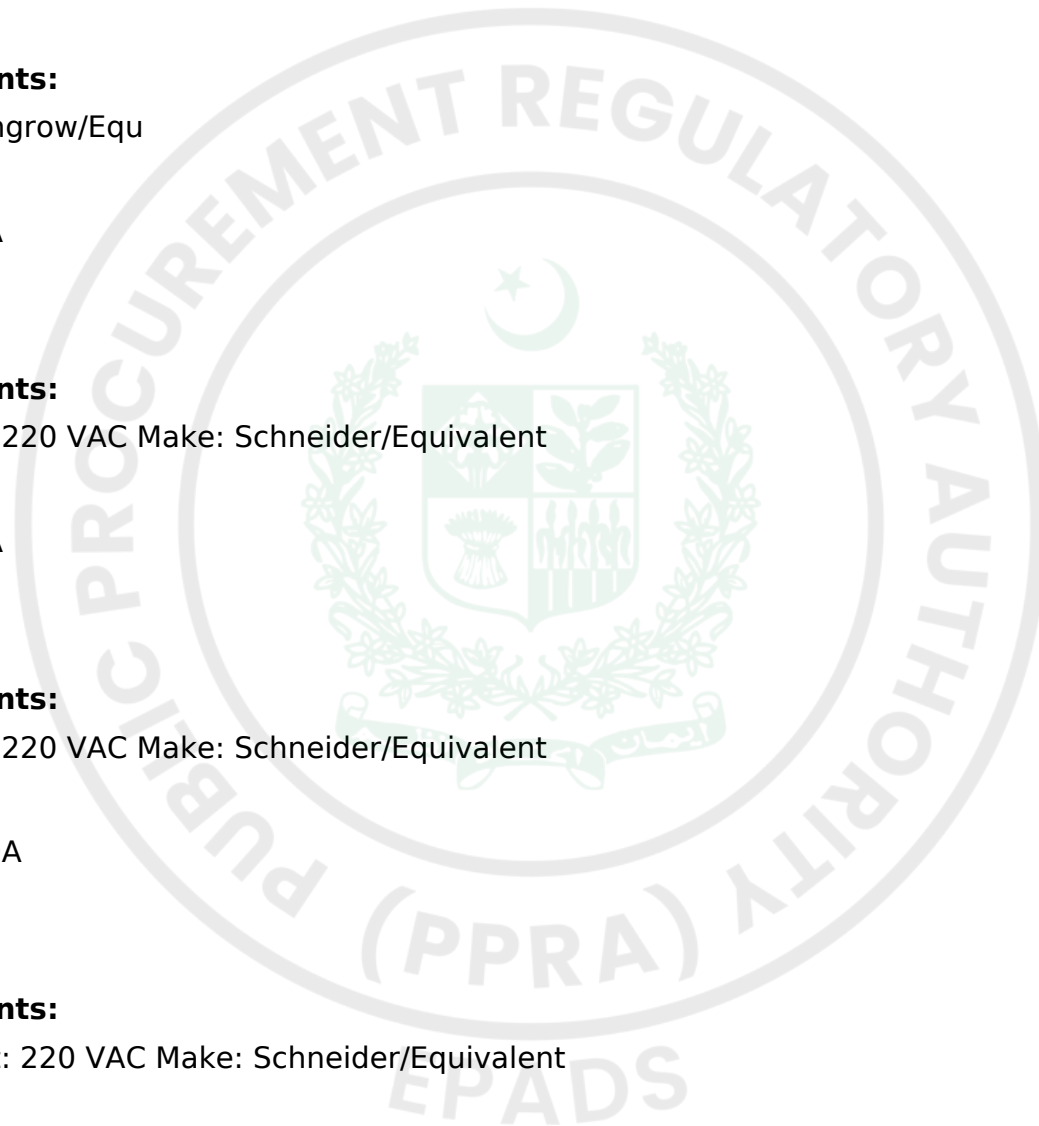 nts:
ngrow/Equ
A
nts:
220 VAC Make: Schneider/Equivalent
A
nts:
220 VAC Make: Schneider/Equivalent
A
nts:
: 220 VAC Make: Schneider/Equivalent
PUBLIC PROCUREMENT REGULATORY AUTHORITY
(PPRA)
EPADS